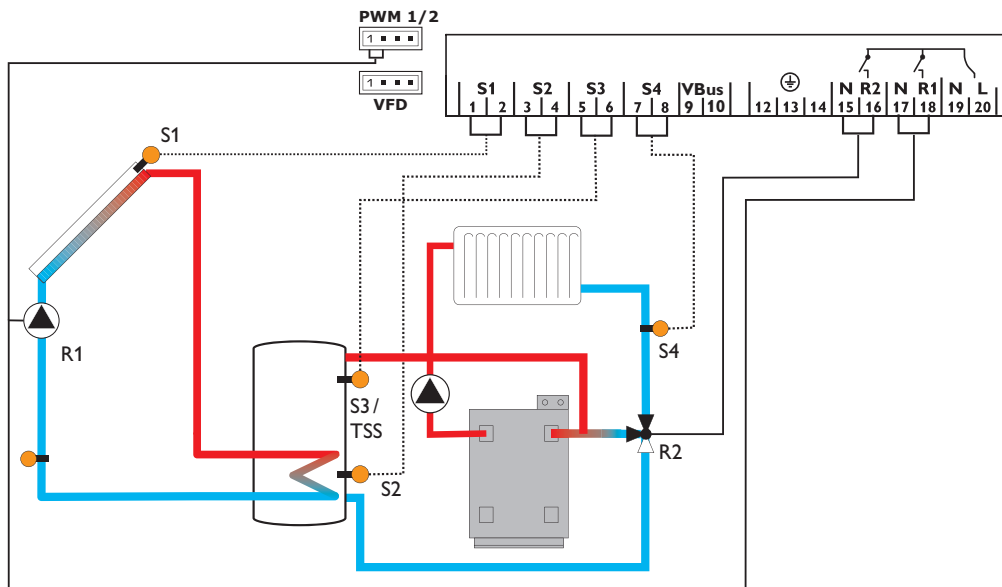 PWM 1/2
1
1
VFD
S1 S2 S3 S4 VBus N R2 N R1 N L
1 2 3 4 5 6 7 8 9 10 12 13 14 15 16 17 18 19 20
S1
R1
S4
S3 /
TSS
R2
S2